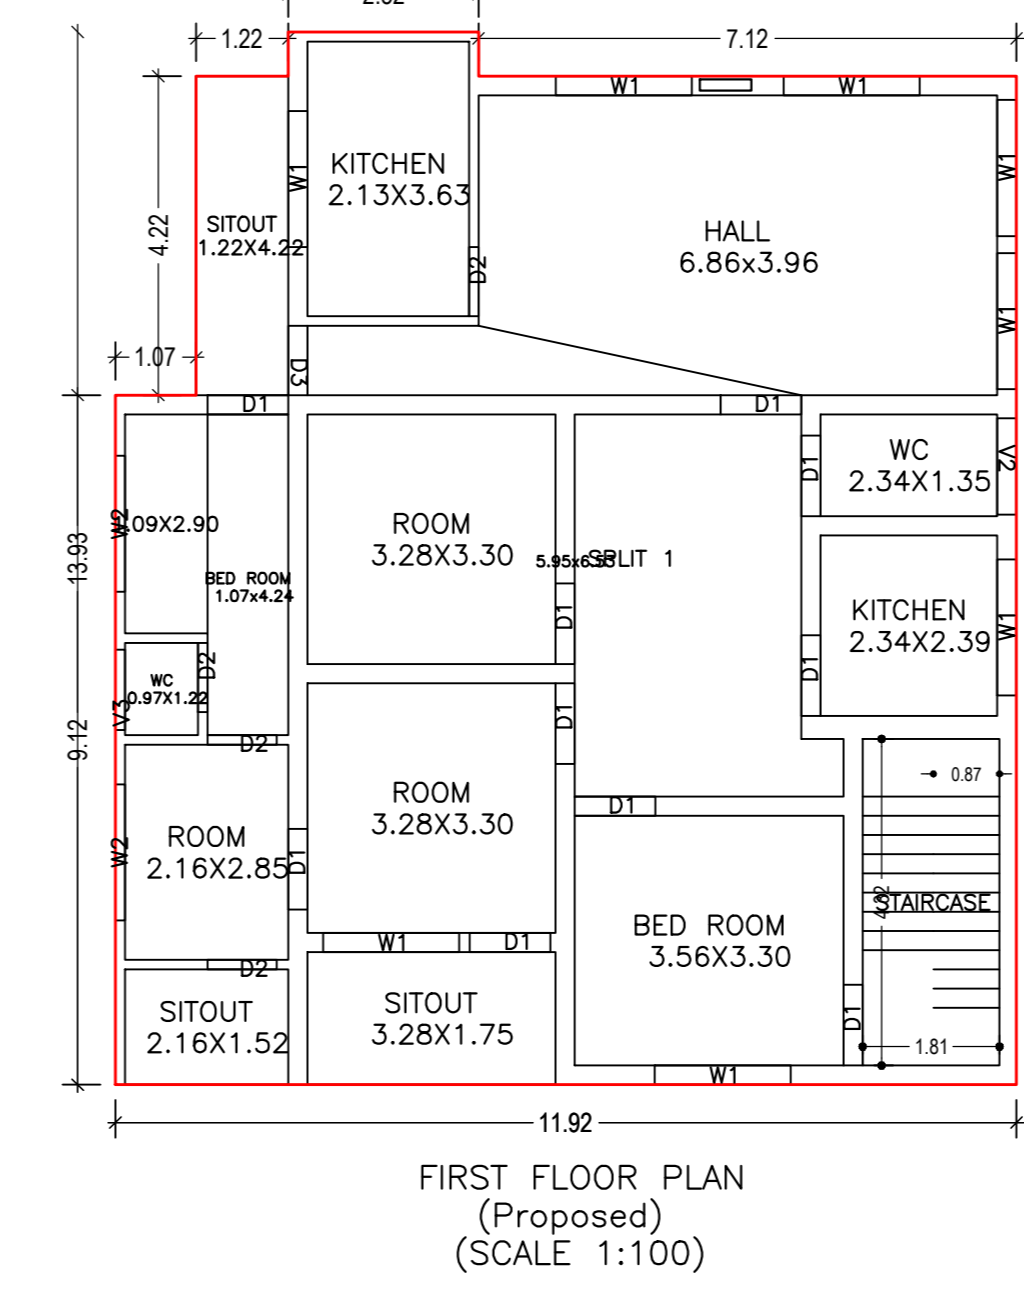 2.52
1.22
7.12
W1
W1
KITCHEN
2.13X3.63
W1
W1
SITOUT
1.22X4.22
4.22
HALL
6.86x3.96
D2
W1
1.07
D3
D1
D1
WC
2.34X1.35
D1
V2
W2
.09X2.90
ROOM
3.28X3.30
13.93
SPLIT 1
BED ROOM
1.07x4.24
D1
KITCHEN
2.34X2.39
W1
D1
D2
WC
0.97X1.22
V3
D1
9.12
D2
0.87
ROOM
3.28X3.30
D1
ROOM
2.16X2.85
W2
D1
STAIRCASE
BED ROOM
3.56X3.30
W1
D1
D2
SITOUT
2.16X1.52
SITOUT
3.28X1.75
D1
1.81
W1
11.92
FIRST FLOOR PLAN
(Proposed)
(SCALE 1:100)